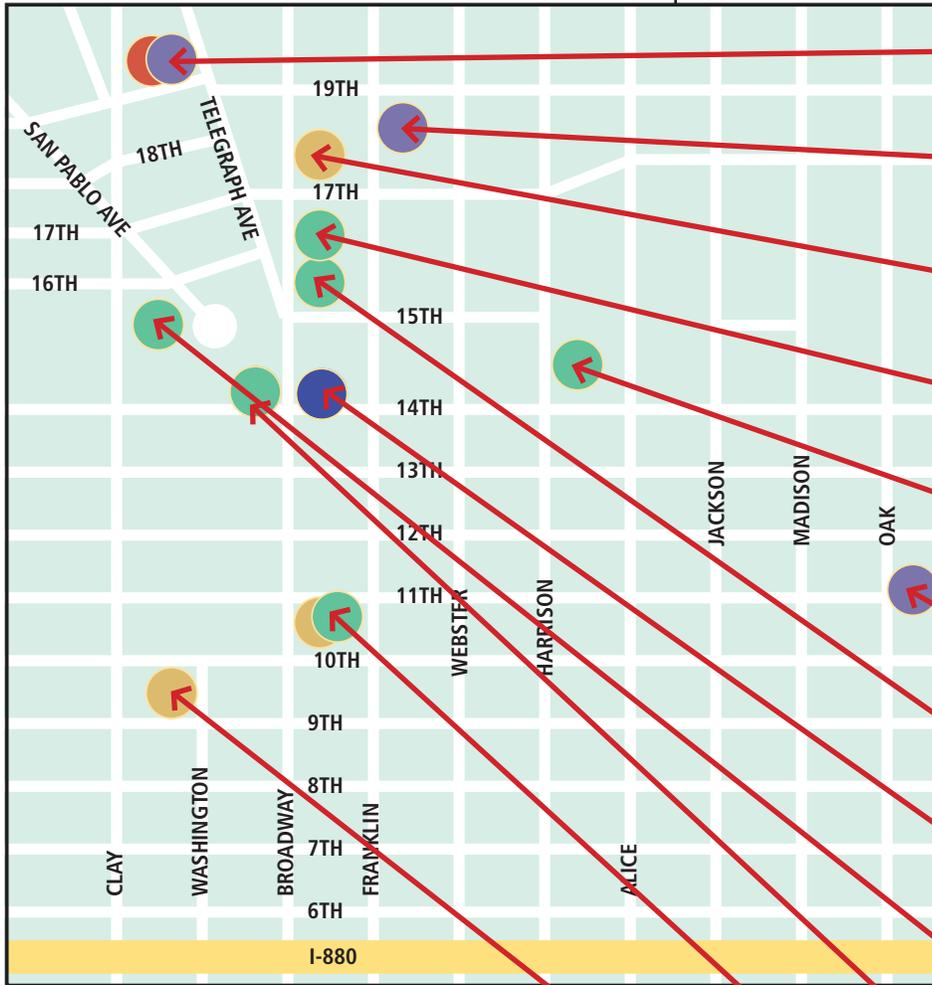 19TH
TELEGRAPH AVE
SAN PABLO AVE
18TH
17TH
17TH
16TH
15TH
14TH
13TH
12TH
11TH
JACKSON
MADISON
OAK
WEBSTER
HARRISON
10TH
9TH
8TH
7TH
6TH
CLAY
WASHINGTON
BROADWAY
FRANKLIN
ALICE
I-880